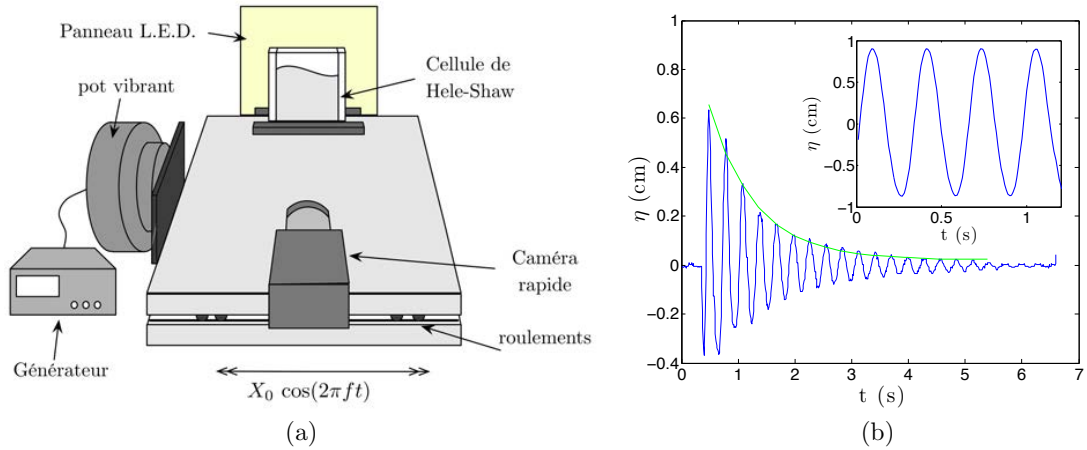 Panneau L.E.D.
pot vibrant
Cellule de
Hele-Shaw
Caméra
rapide
roulements
Générateur
X₀ cos(2πft)
(a)
1
0.8
0.6
0.4
0.2
0
−0.2
−0.4
η (cm)
0 1 2 3 4 5 6 7
t (s)
1
0.5
0
−0.5
−1
η (cm)
0 0.5 1
t (s)
(b)